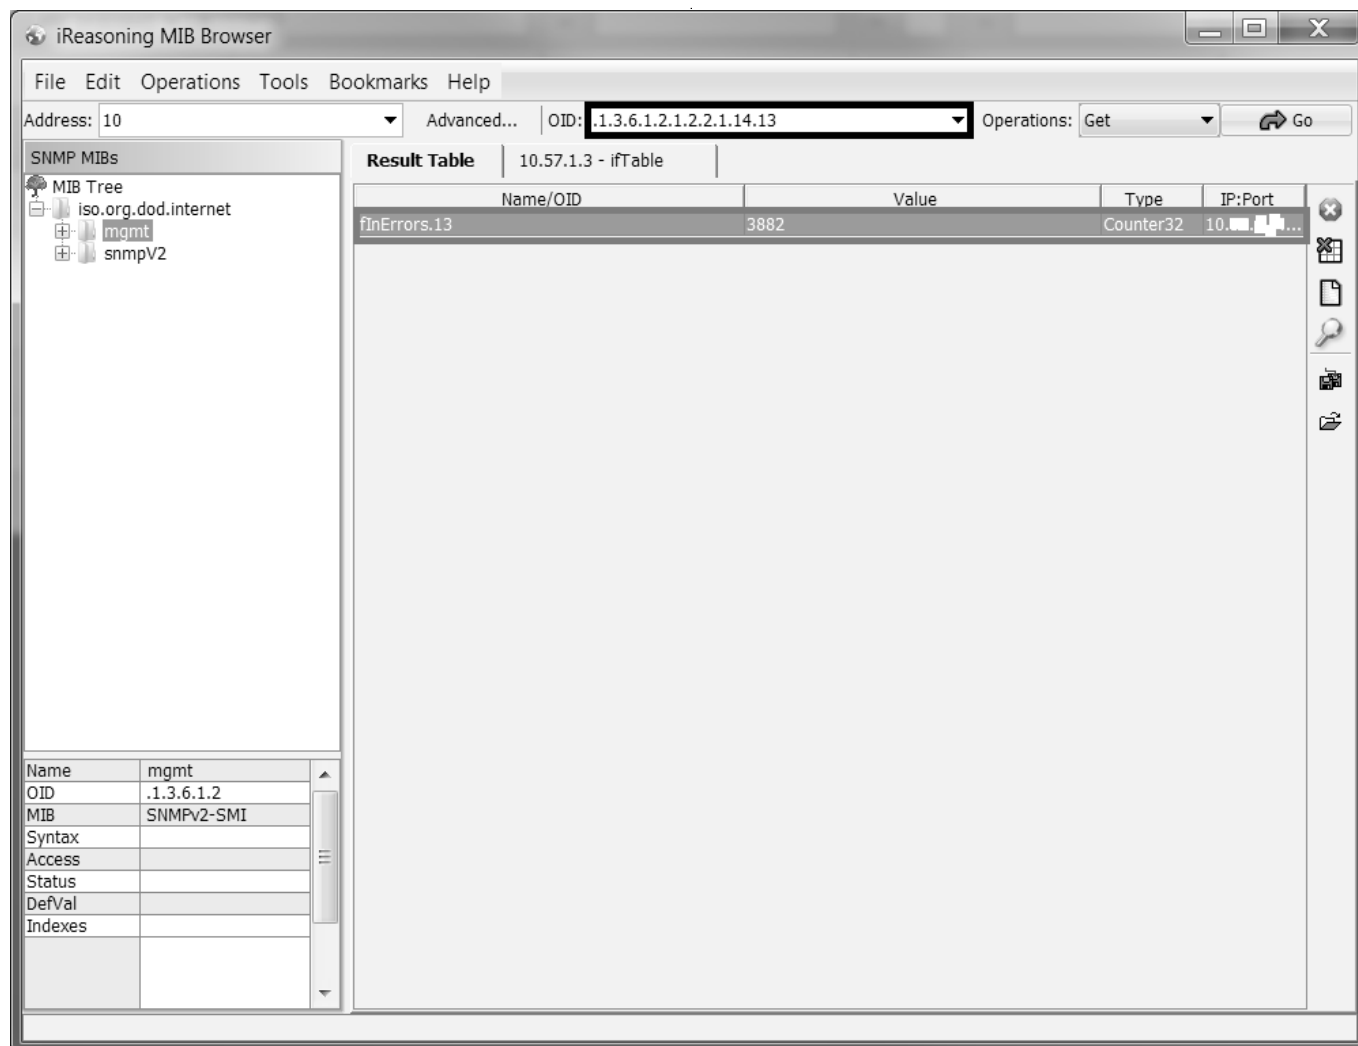 iReasoning MIB Browser
File Edit Operations Tools Bookmarks Help
Address: 10 Advanced... OID: .1.3.6.1.2.1.2.2.1.14.13 Operations: Get Go
SNMP MIBs
MIB Tree
iso.org.dod.internet
mgmt
snmpV2
Result Table 10.57.1.3 - ifTable
Name/OID Value Type IP:Port
fInErrors.13 3882 Counter32 10.
Name mgmt
OID .1.3.6.1.2
MIB SNMPv2-SMI
Syntax
Access
Status
DefVal
Indexes